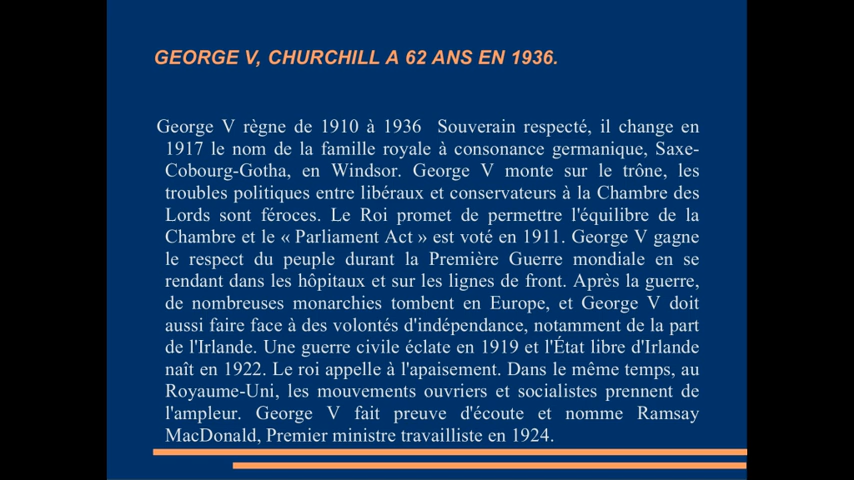 GEORGE V, CHURCHILL A 62 ANS EN 1936.
George V règne de 1910 à 1936 Souverain respecté, il change en
1917 le nom de la famille royale à consonance germanique, Saxe-
Cobourg-Gotha, en Windsor. George V monte sur le trône, les
troubles politiques entre libéraux et conservateurs à la Chambre des
Lords sont féroces. Le Roi promet de permettre l'équilibre de la
Chambre et le « Parliament Act » est voté en 1911. George V gagne
le respect du peuple durant la Première Guerre mondiale en se
rendant dans les hôpitaux et sur les lignes de front. Après la guerre,
de nombreuses monarchies tombent en Europe, et George V doit
aussi faire face à des volontés d'indépendance, notamment de la part
de l'Irlande. Une guerre civile éclate en 1919 et l'État libre d'Irlande
naît en 1922. Le roi appelle à l'apaisement. Dans le même temps, au
Royaume-Uni, les mouvements ouvriers et socialistes prennent de
l'ampleur. George V fait preuve d'écoute et nomme Ramsay
MacDonald, Premier ministre travailliste en 1924.